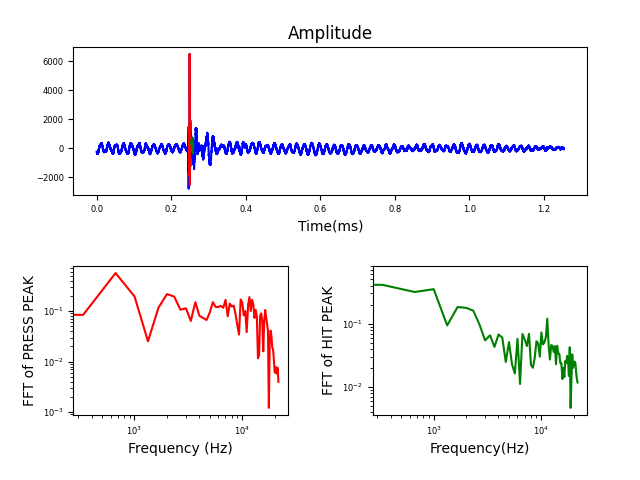 Amplitude
6000
4000
2000
0
−2000
0.0 0.2 0.4 0.6 0.8 1.0 1.2
Time(ms)
FFT of PRESS PEAK
10⁻¹
10⁻²
10⁻³
10³ 10⁴
Frequency (Hz)
FFT of HIT PEAK
10⁻¹
10⁻²
10³ 10⁴
Frequency(Hz)